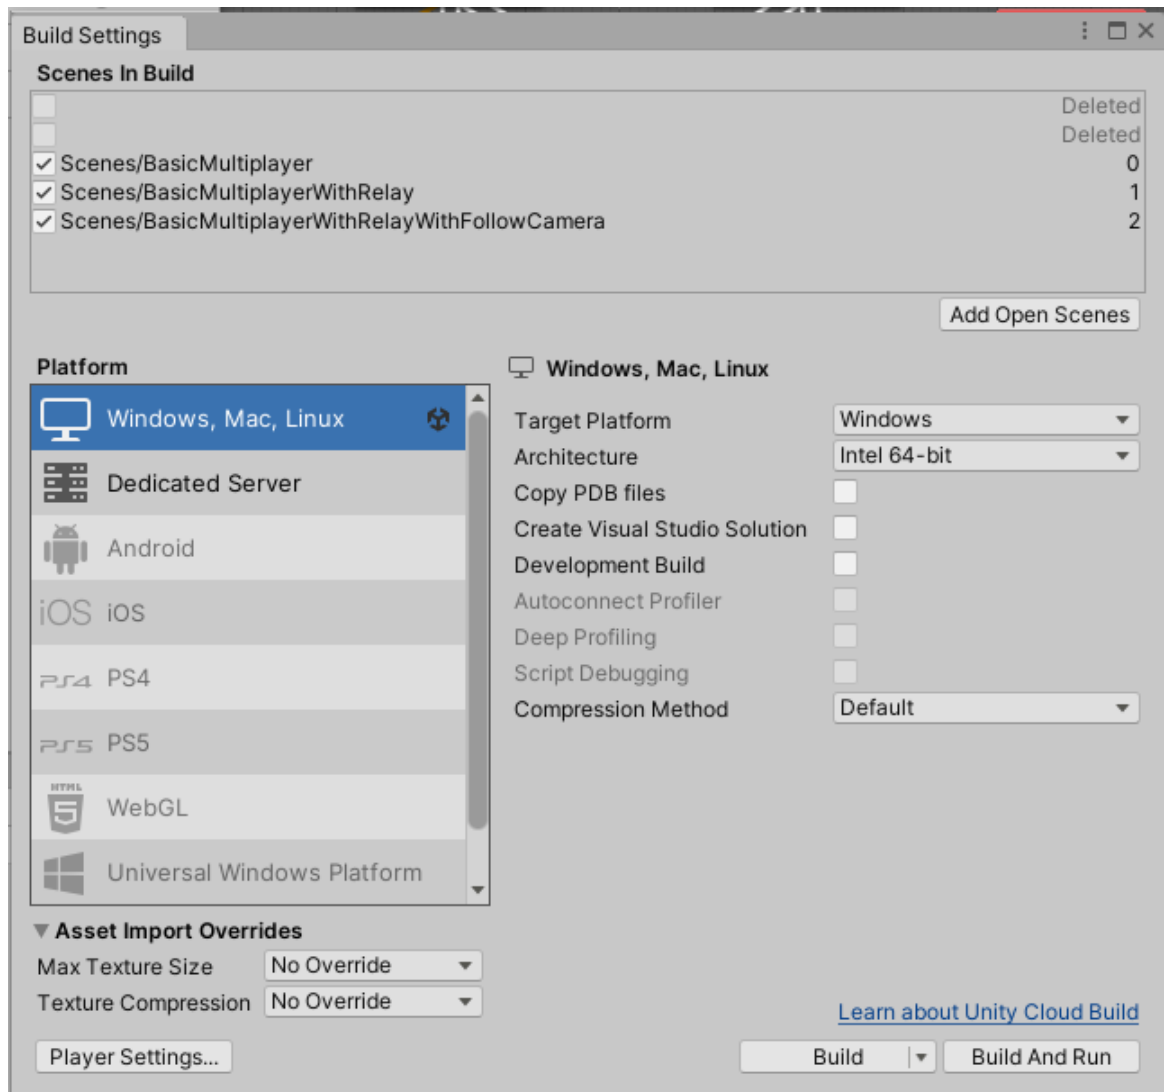 Build Settings
Scenes In Build
Deleted
Deleted
Scenes/BasicMultiplayer 0
Scenes/BasicMultiplayerWithRelay 1
Scenes/BasicMultiplayerWithRelayWithFollowCamera 2
Add Open Scenes
Platform
Windows, Mac, Linux
Dedicated Server
Android
iOS iOS
PS4 PS4
PS5 PS5
HTML 5 WebGL
Universal Windows Platform
Windows, Mac, Linux
Target Platform Windows
Architecture Intel 64-bit
Copy PDB files
Create Visual Studio Solution
Development Build
Autoconnect Profiler
Deep Profiling
Script Debugging
Compression Method Default
Asset Import Overrides
Max Texture Size No Override
Texture Compression No Override
Learn about Unity Cloud Build
Player Settings... Build Build And Run